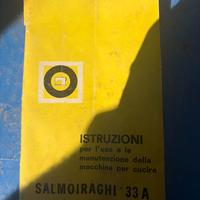 ISTRUZIONI
per l'uso e la
manutenzione della
macchina per cucire
SALMOIRAGHI 33 A